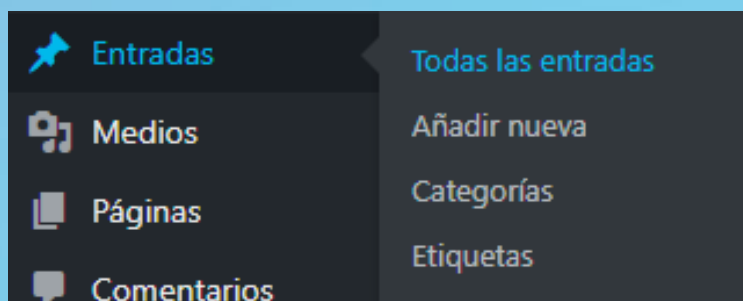 Entradas
Medios
Páginas
Comentarios
Todas las entradas
Añadir nueva
Categorías
Etiquetas